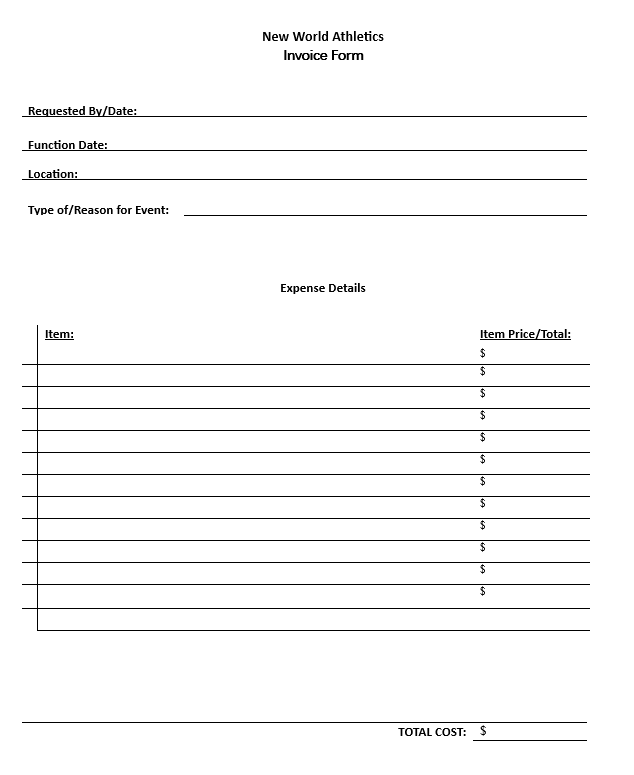 New World Athletics
Invoice Form
Requested By/Date:
Function Date:
Location:
Type of/Reason for Event:
Expense Details
Item: Item Price/Total:
$
$
$
$
$
$
$
$
$
$
$
$
TOTAL COST: $